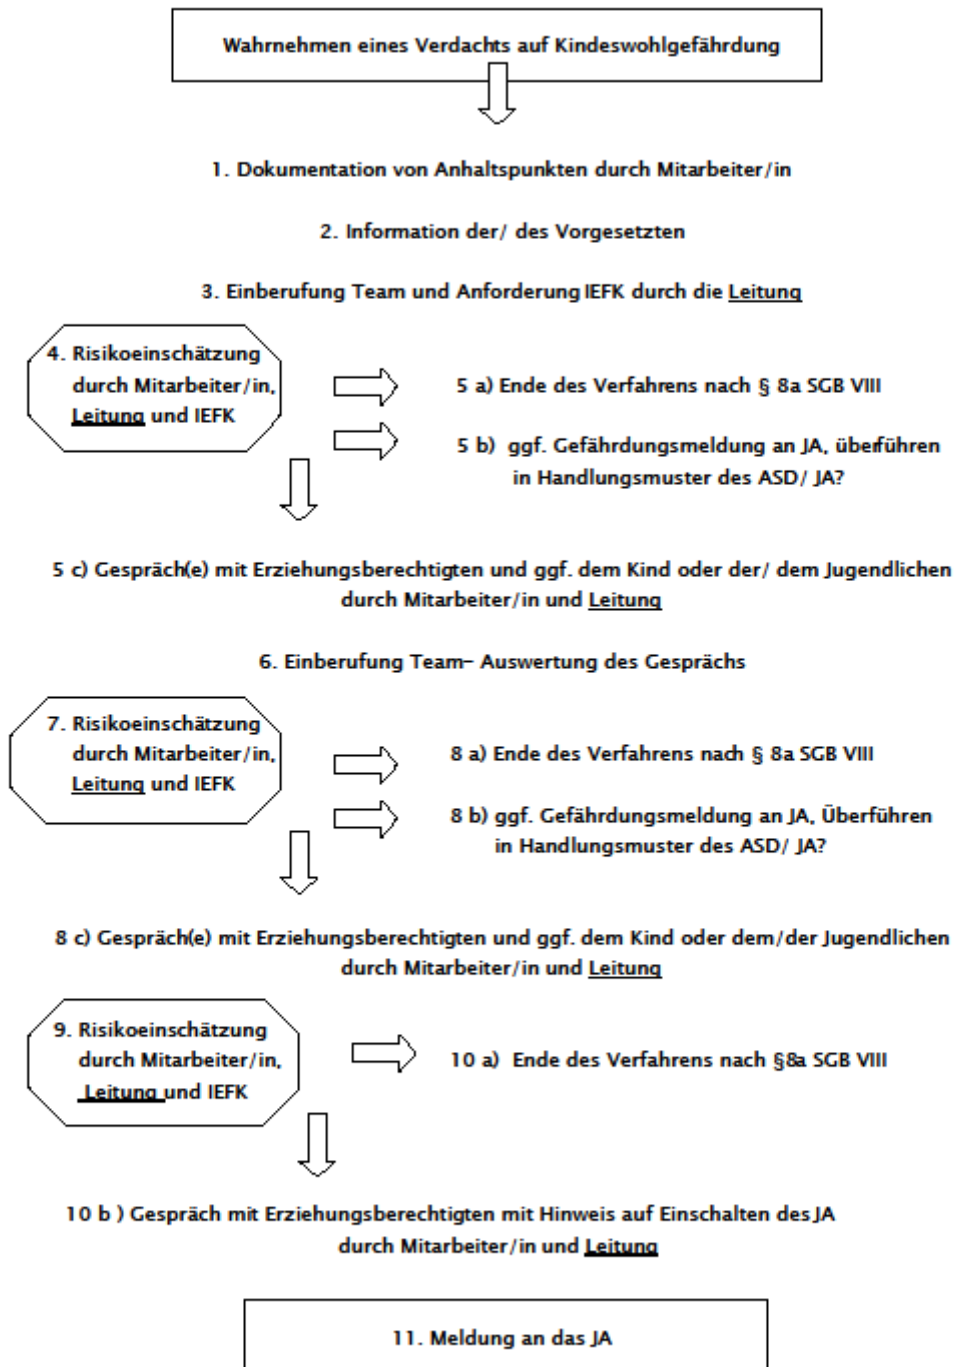 Wahrnehmen eines Verdachts auf Kindeswohlgefährdung
1. Dokumentation von Anhaltspunkten durch Mitarbeiter/in
2. Information der/ des Vorgesetzten
3. Einberufung Team und Anforderung IEFK durch die Leitung
4. Risikoeinschätzung
durch Mitarbeiter/in,
Leitung und IEFK
5 a) Ende des Verfahrens nach § 8a SGB VIII
5 b) ggf. Gefährdungsmeldung an JA, überführen
in Handlungsmuster des ASD/ JA?
5 c) Gespräch(e) mit Erziehungsberechtigten und ggf. dem Kind oder der/ dem Jugendlichen
durch Mitarbeiter/in und Leitung
6. Einberufung Team- Auswertung des Gesprächs
7. Risikoeinschätzung
durch Mitarbeiter/in,
Leitung und IEFK
8 a) Ende des Verfahrens nach § 8a SGB VIII
8 b) ggf. Gefährdungsmeldung an JA, Überführen
in Handlungsmuster des ASD/ JA?
8 c) Gespräch(e) mit Erziehungsberechtigten und ggf. dem Kind oder dem/der Jugendlichen
durch Mitarbeiter/in und Leitung
9. Risikoeinschätzung
durch Mitarbeiter/in,
Leitung und IEFK
10 a) Ende des Verfahrens nach §8a SGB VIII
10 b ) Gespräch mit Erziehungsberechtigten mit Hinweis auf Einschalten des JA
durch Mitarbeiter/in und Leitung
11. Meldung an das JA